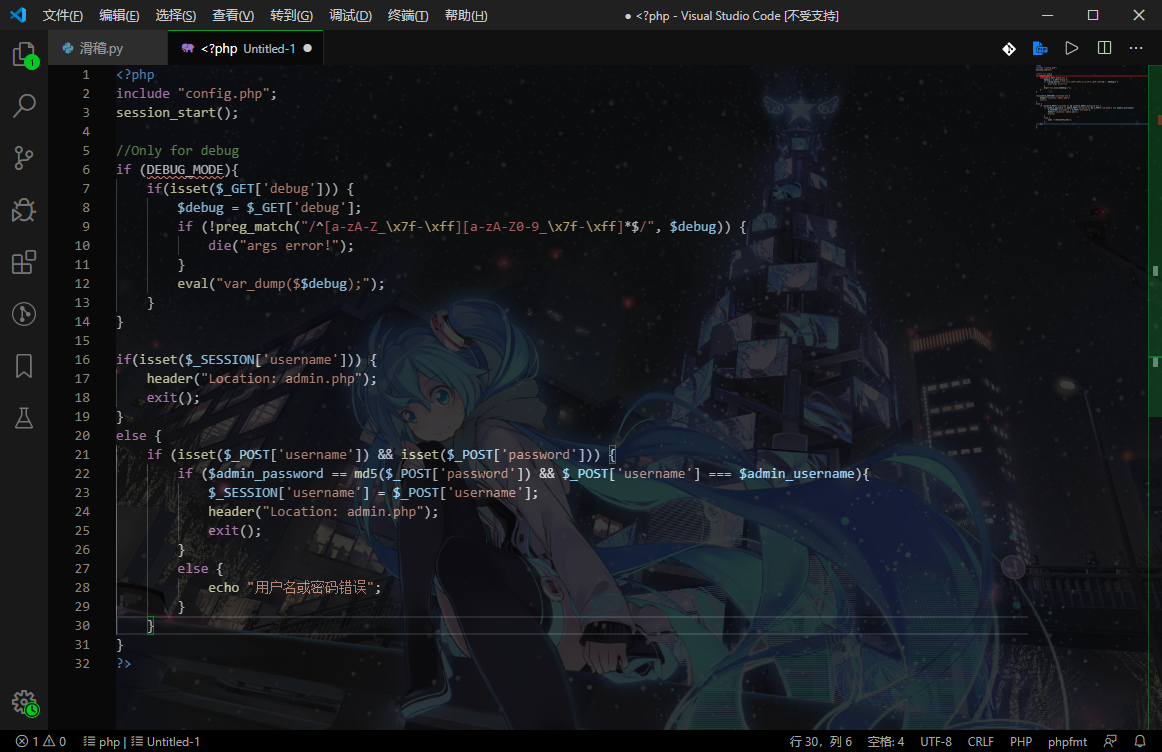 文件(F) 编辑(E) 选择(S) 查看(V) 转到(G) 调试(D) 终端(T) 帮助(H) ● <?php - Visual Studio Code [不受支持]
滑稽.py <?php Untitled-1 ●
1 <?php
2 include "config.php";
3 session_start();
4
5 //Only for debug
6 if (DEBUG_MODE){
7 if(isset($_GET['debug'])) {
8 $debug = $_GET['debug'];
9 if (!preg_match("/^[a-zA-Z_\x7f-\xff][a-zA-Z0-9_\x7f-\xff]*$/", $debug)) {
10 die("args error!");
11 }
12 eval("var_dump($$debug);");
13 }
14 }
15
16 if(isset($_SESSION['username'])) {
17 header("Location: admin.php");
18 exit();
19 }
20 else {
21 if (isset($_POST['username']) && isset($_POST['password'])) {
22 if ($admin_password == md5($_POST['password']) && $_POST['username'] === $admin_username){
23 $_SESSION['username'] = $_POST['username'];
24 header("Location: admin.php");
25 exit();
26 }
27 else {
28 echo "用户名或密码错误";
29 }
30 }
31 }
32 ?>
1
1 0 php | Untitled-1 行 30，列 6 空格: 4 UTF-8 CRLF PHP phpfmt